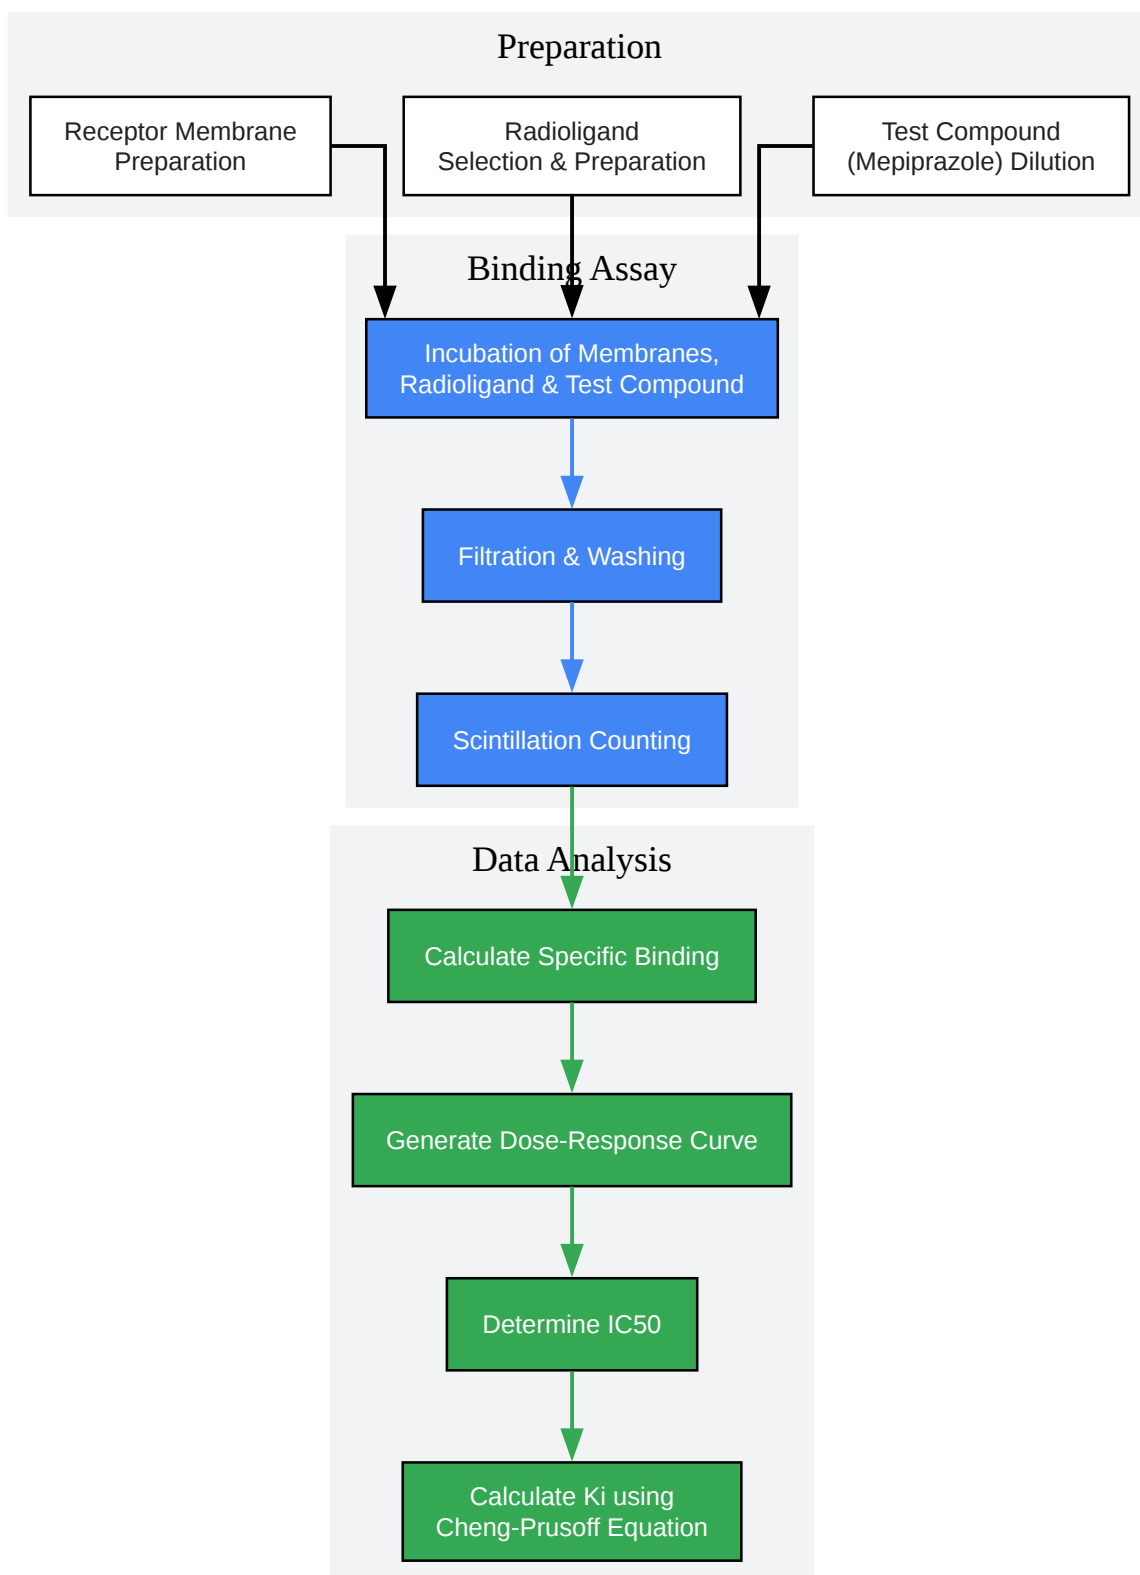 Preparation
Receptor Membrane
Preparation
Radioligand
Selection & Preparation
Test Compound
(Mepiprazole) Dilution
Binding Assay
Incubation of Membranes,
Radioligand & Test Compound
Filtration & Washing
Scintillation Counting
Data Analysis
Calculate Specific Binding
Generate Dose-Response Curve
Determine IC50
Calculate Ki using
Cheng-Prusoff Equation